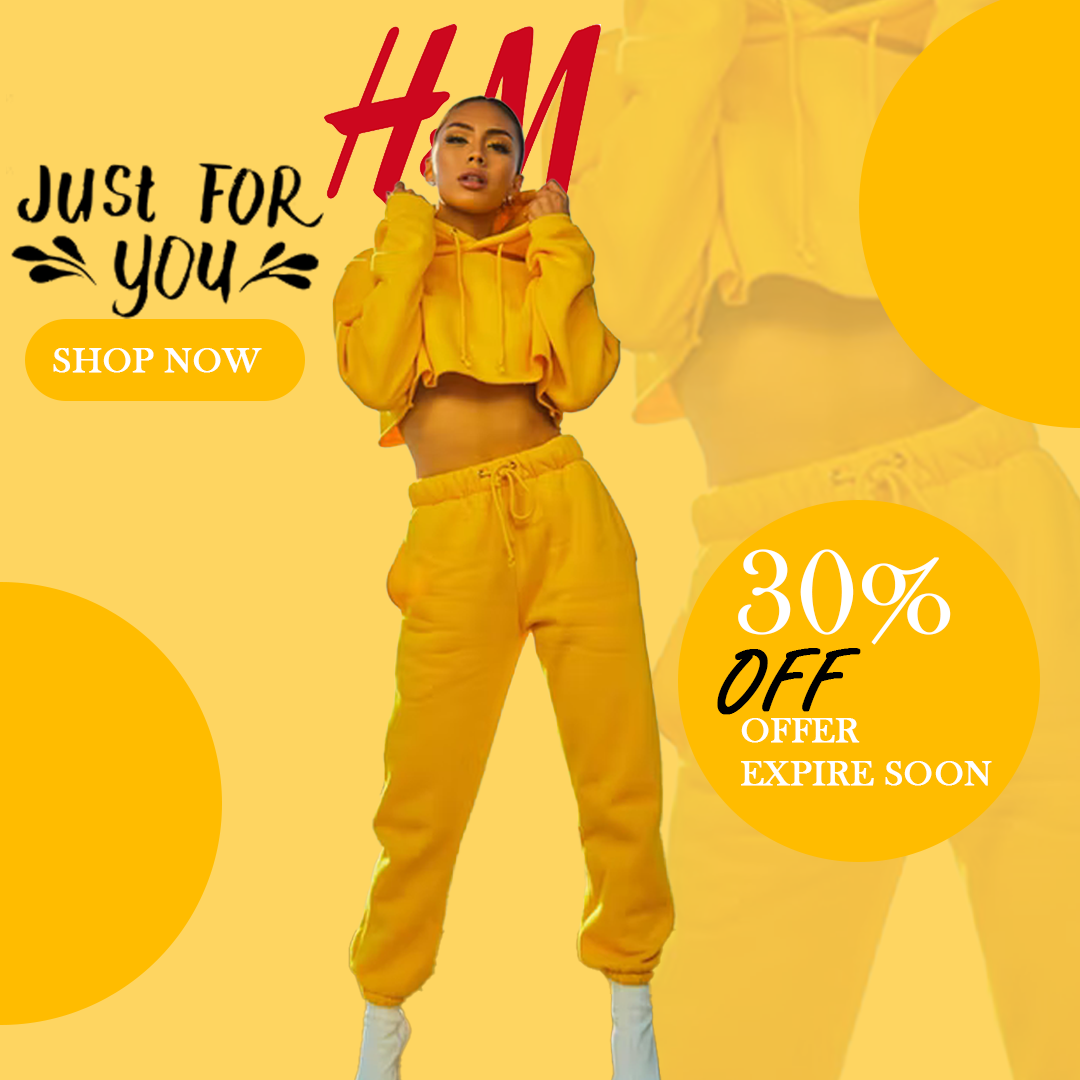 H&M
JUSt FOR
YOU
SHOP NOW
30%
OFF
OFFER
EXPIRE SOON